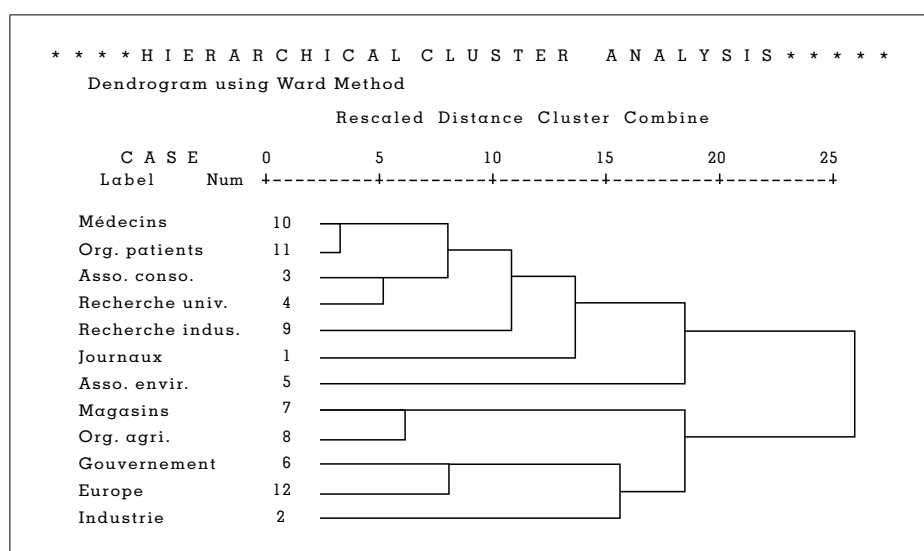 * * * * H I E R A R C H I C A L C L U S T E R A N A L Y S I S * * * * *
Dendrogram using Ward Method
Rescaled Distance Cluster Combine
C A S E 0 5 10 15 20 25
Label Num +---------+---------+---------+---------+---------+
Médecins 10
Org. patients 11
Asso. conso. 3
Recherche univ. 4
Recherche indus. 9
Journaux 1
Asso. envir. 5
Magasins 7
Org. agri. 8
Gouvernement 6
Europe 12
Industrie 2